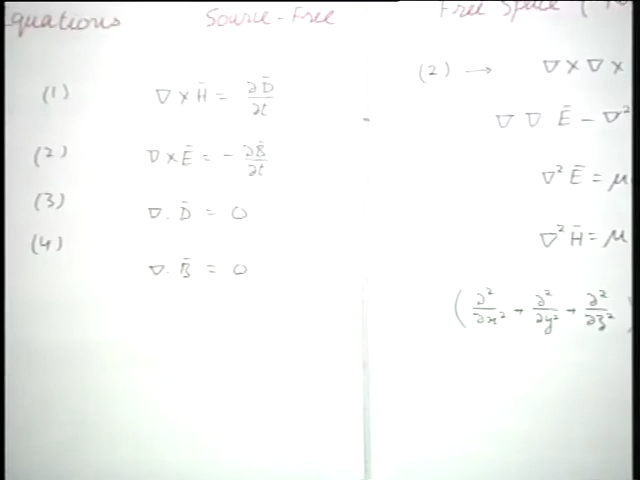 Equations Source-Free
(1) ∇ × H̄ = ∂D̄/∂t
(2) ∇ × Ē = - ∂B̄/∂t
(3) ∇. D̄ = 0
(4) ∇. B̄ = 0
Free Space (
(2) → ∇ × ∇ ×
∇ ∇ Ē - ∇²
∇² Ē = μ
∇² H̄ = μ
(∂²/∂x² + ∂²/∂y² + ∂²/∂z²)